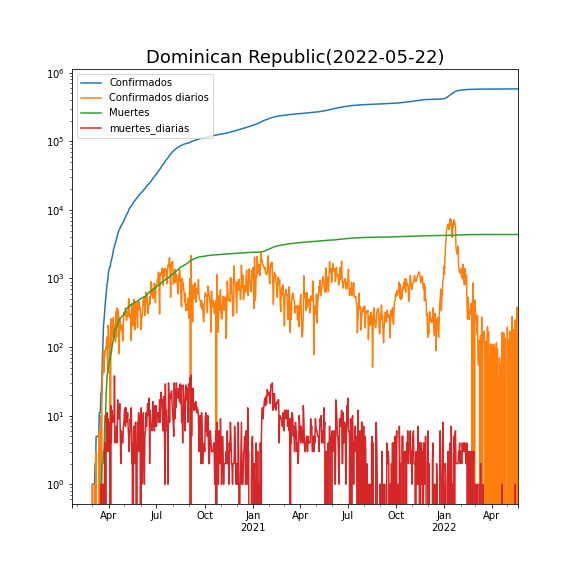 Dominican Republic(2022-05-22)
Confirmados
Confirmados diarios
Muertes
muertes_diarias
10⁶
10⁵
10⁴
10³
10²
10¹
10⁰
Apr Jul Oct Jan Apr Jul Oct Jan Apr
2021 2022